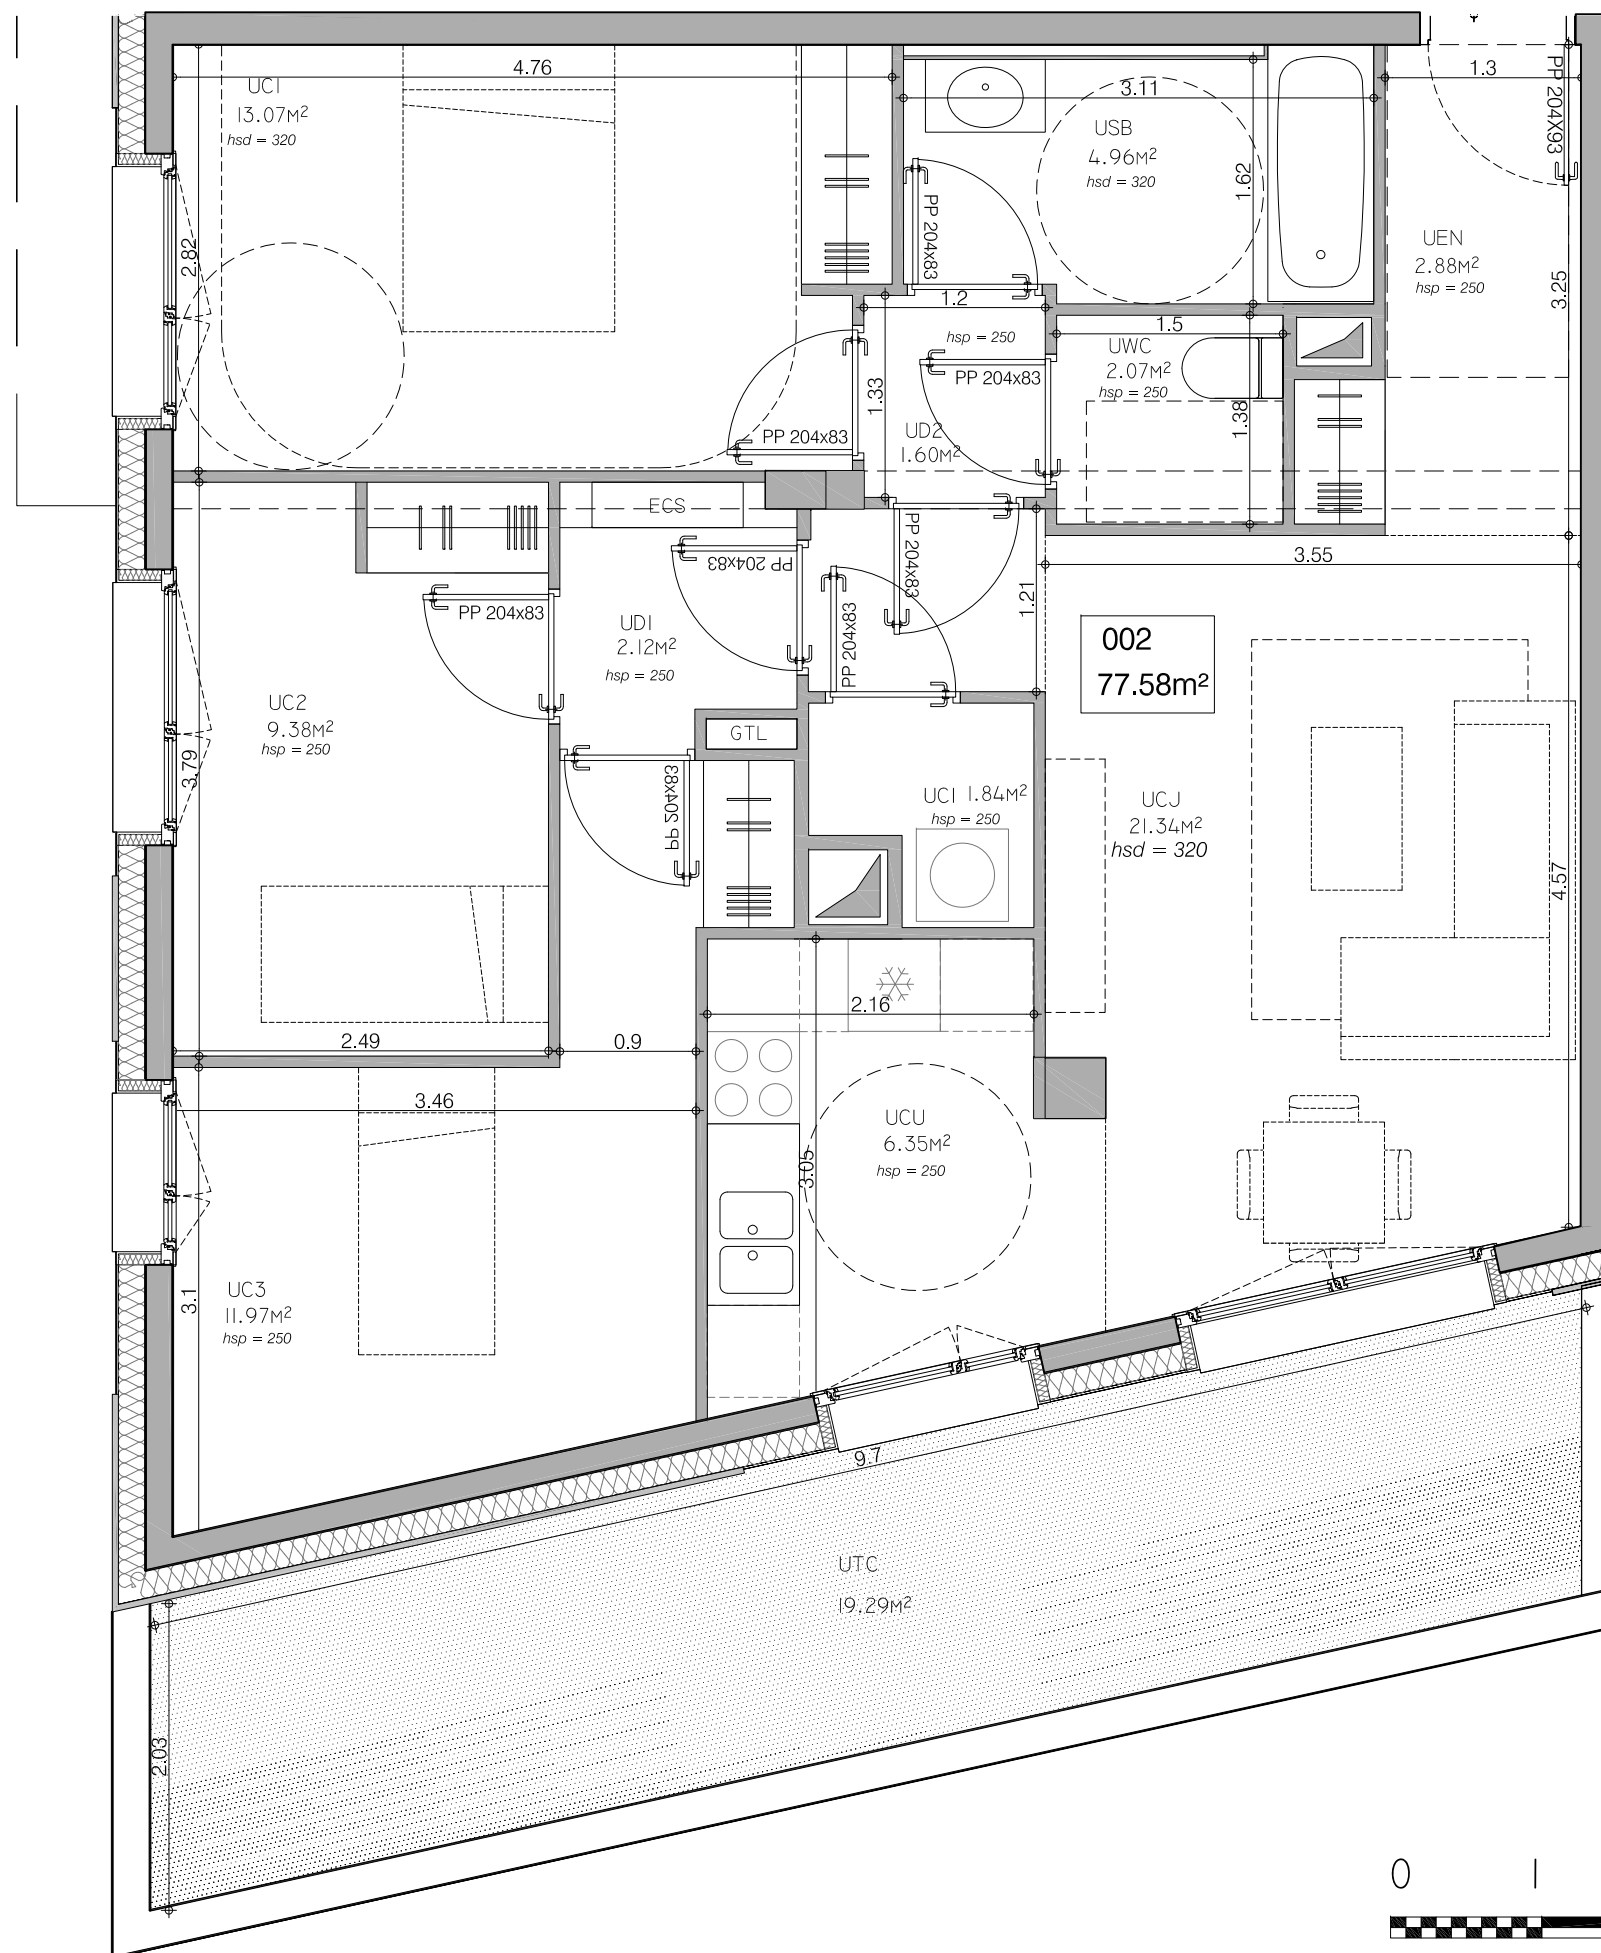 4.76
1.3
UC1
13.07M²
hsd = 320
3.11
USB
4.96M²
hsd = 320
1.62
PP 204X93
PP 204x83
2.82
UEN
2.88M²
hsp = 250
3.25
1.2
hsp = 250
PP 204x83
1.5
UWC
2.07M²
hsp = 250
1.38
1.33
PP 204x83
UD2
1.60M²
ECS
PP 204x83
PP 204x83
3.55
PP 204x83
PP 204x83
1.21
UD1
2.12M²
hsp = 250
002
77.58m²
UC2
9.38M²
hsp = 250
3.79
GTL
PP 204x83
UC1 1.84M²
hsp = 250
UCJ
21.34M²
hsd = 320
4.57
2.16
2.49
0.9
3.46
UCU
6.35M²
hsp = 250
3.05
UC3
11.97M²
hsp = 250
3.1
9.7
UTC
19.29M²
2.03
0 1